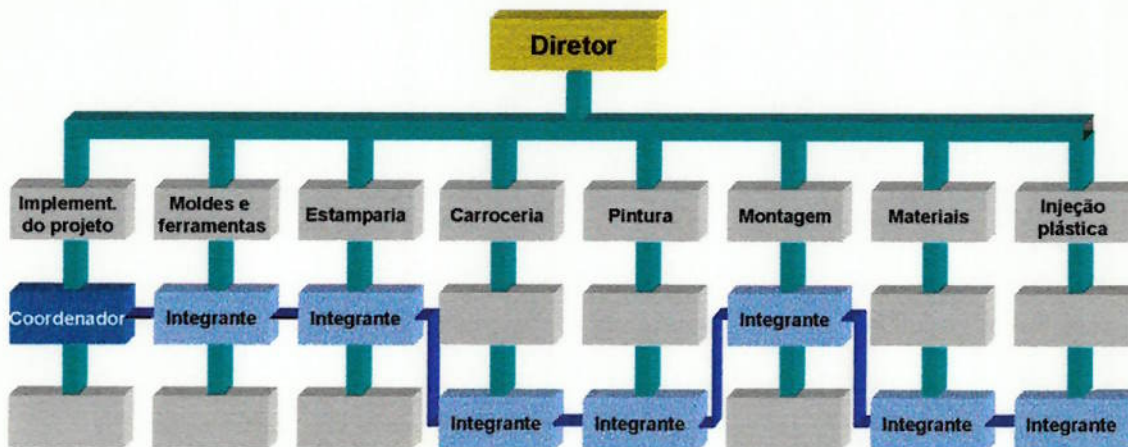 Diretor
Implement.
do projeto
Moldes e
ferramentas
Estamparia
Carroceria
Pintura
Montagem
Materiais
Injeção
plástica
Coordenador
Integrante
Integrante
Integrante
Integrante
Integrante
Integrante
Integrante